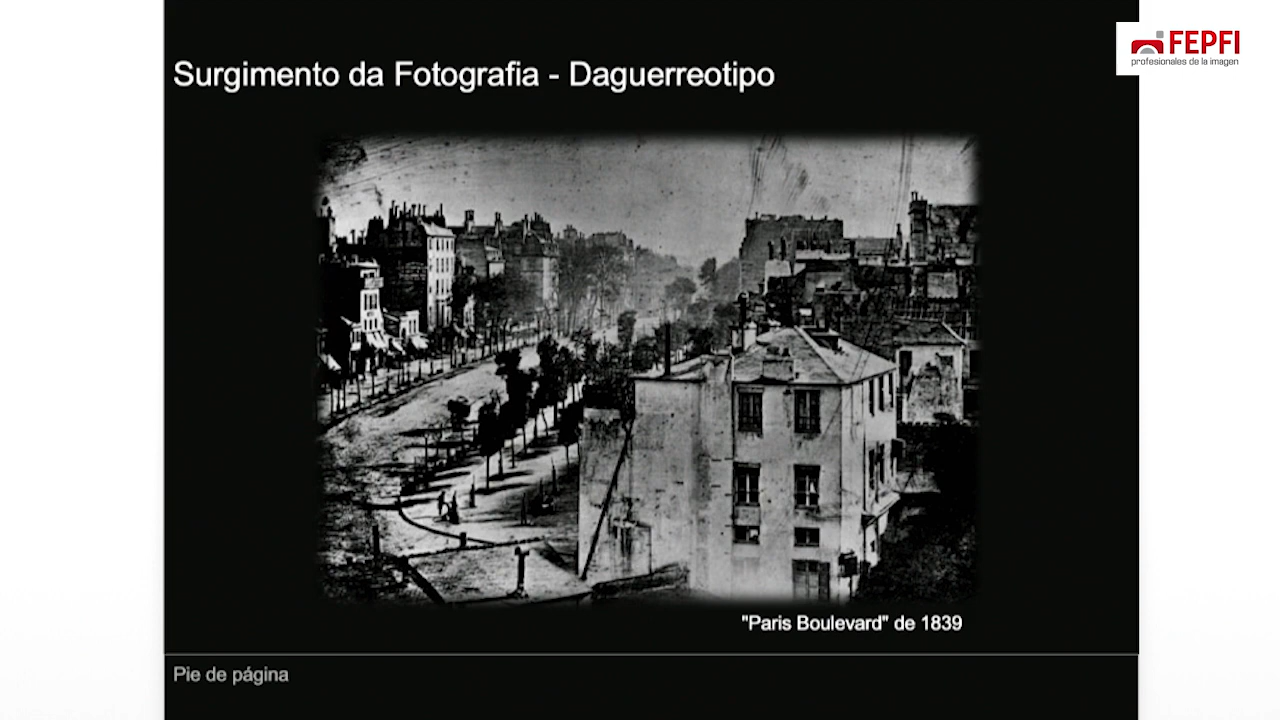 FEPFI
profesionales de la imagen
Surgimento da Fotografia - Daguerreotipo
"Paris Boulevard" de 1839
Pie de página